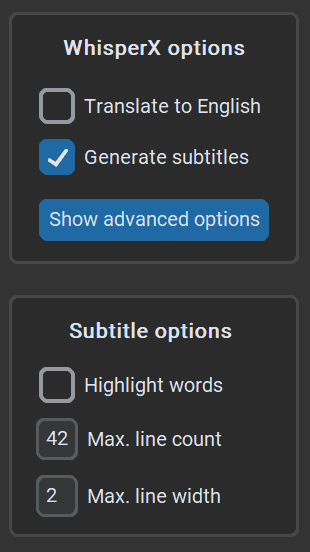 WhisperX options
Translate to English
Generate subtitles
Show advanced options
Subtitle options
Highlight words
42 Max. line count
2 Max. line width